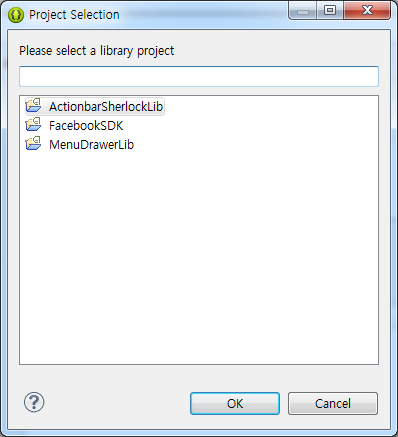 Project Selection
Please select a library project
ActionbarSherlockLib
FacebookSDK
MenuDrawerLib
?
OK
Cancel